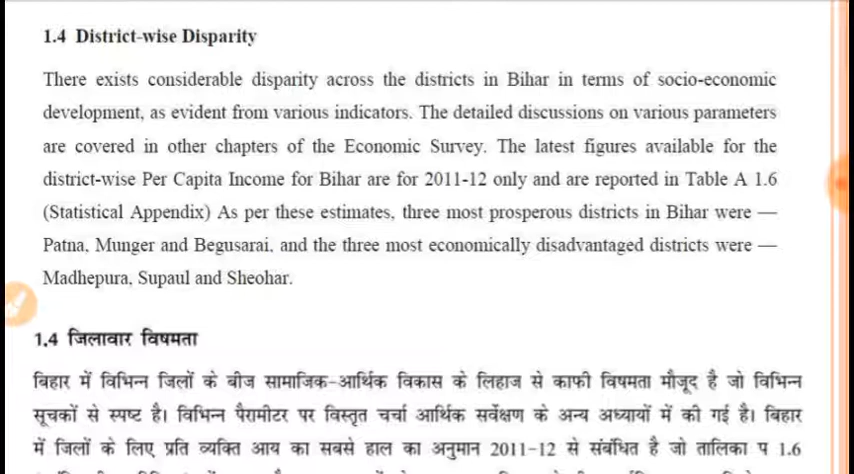 1.4 District-wise Disparity
There exists considerable disparity across the districts in Bihar in terms of socio-economic
development, as evident from various indicators. The detailed discussions on various parameters
are covered in other chapters of the Economic Survey. The latest figures available for the
district-wise Per Capita Income for Bihar are for 2011-12 only and are reported in Table A 1.6
(Statistical Appendix) As per these estimates, three most prosperous districts in Bihar were —
Patna, Munger and Begusarai, and the three most economically disadvantaged districts were —
Madhepura, Supaul and Sheohar.
1.4 जिलावार विषमता
बिहार में विभिन्न जिलों के बीज सामाजिक-आर्थिक विकास के लिहाज से काफी विषमता मौजूद है जो विभिन्न
सूचकों से स्पष्ट है। विभिन्न पैरामीटर पर विस्तृत चर्चा आर्थिक सर्वेक्षण के अन्य अध्यायों में की गई है। बिहार
में जिलों के लिए प्रति व्यक्ति आय का सबसे हाल का अनुमान 2011-12 से संबंधित है जो तालिका प 1.6